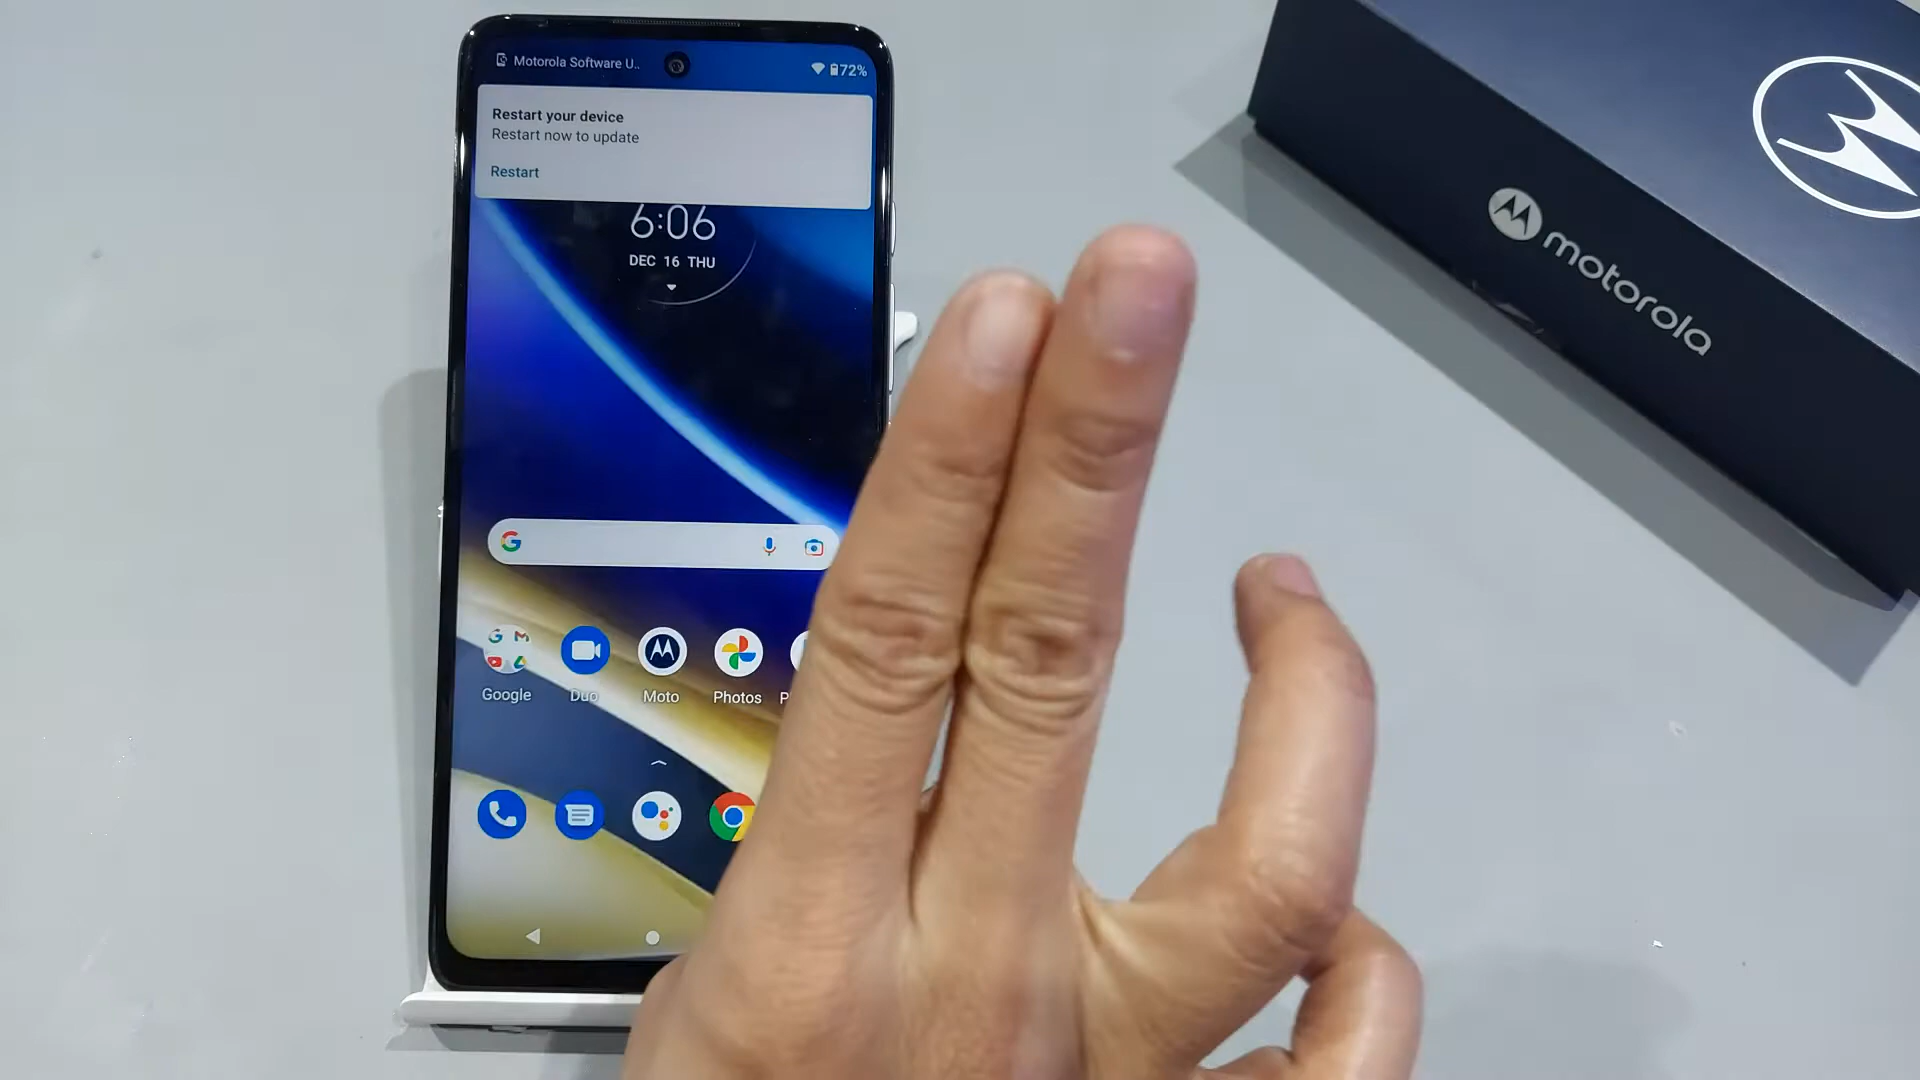 Motorola Software U..
72%
Restart your device
Restart now to update
Restart
6:06
DEC 16 THU
Google
Duo
Moto
Photos
P
motorola